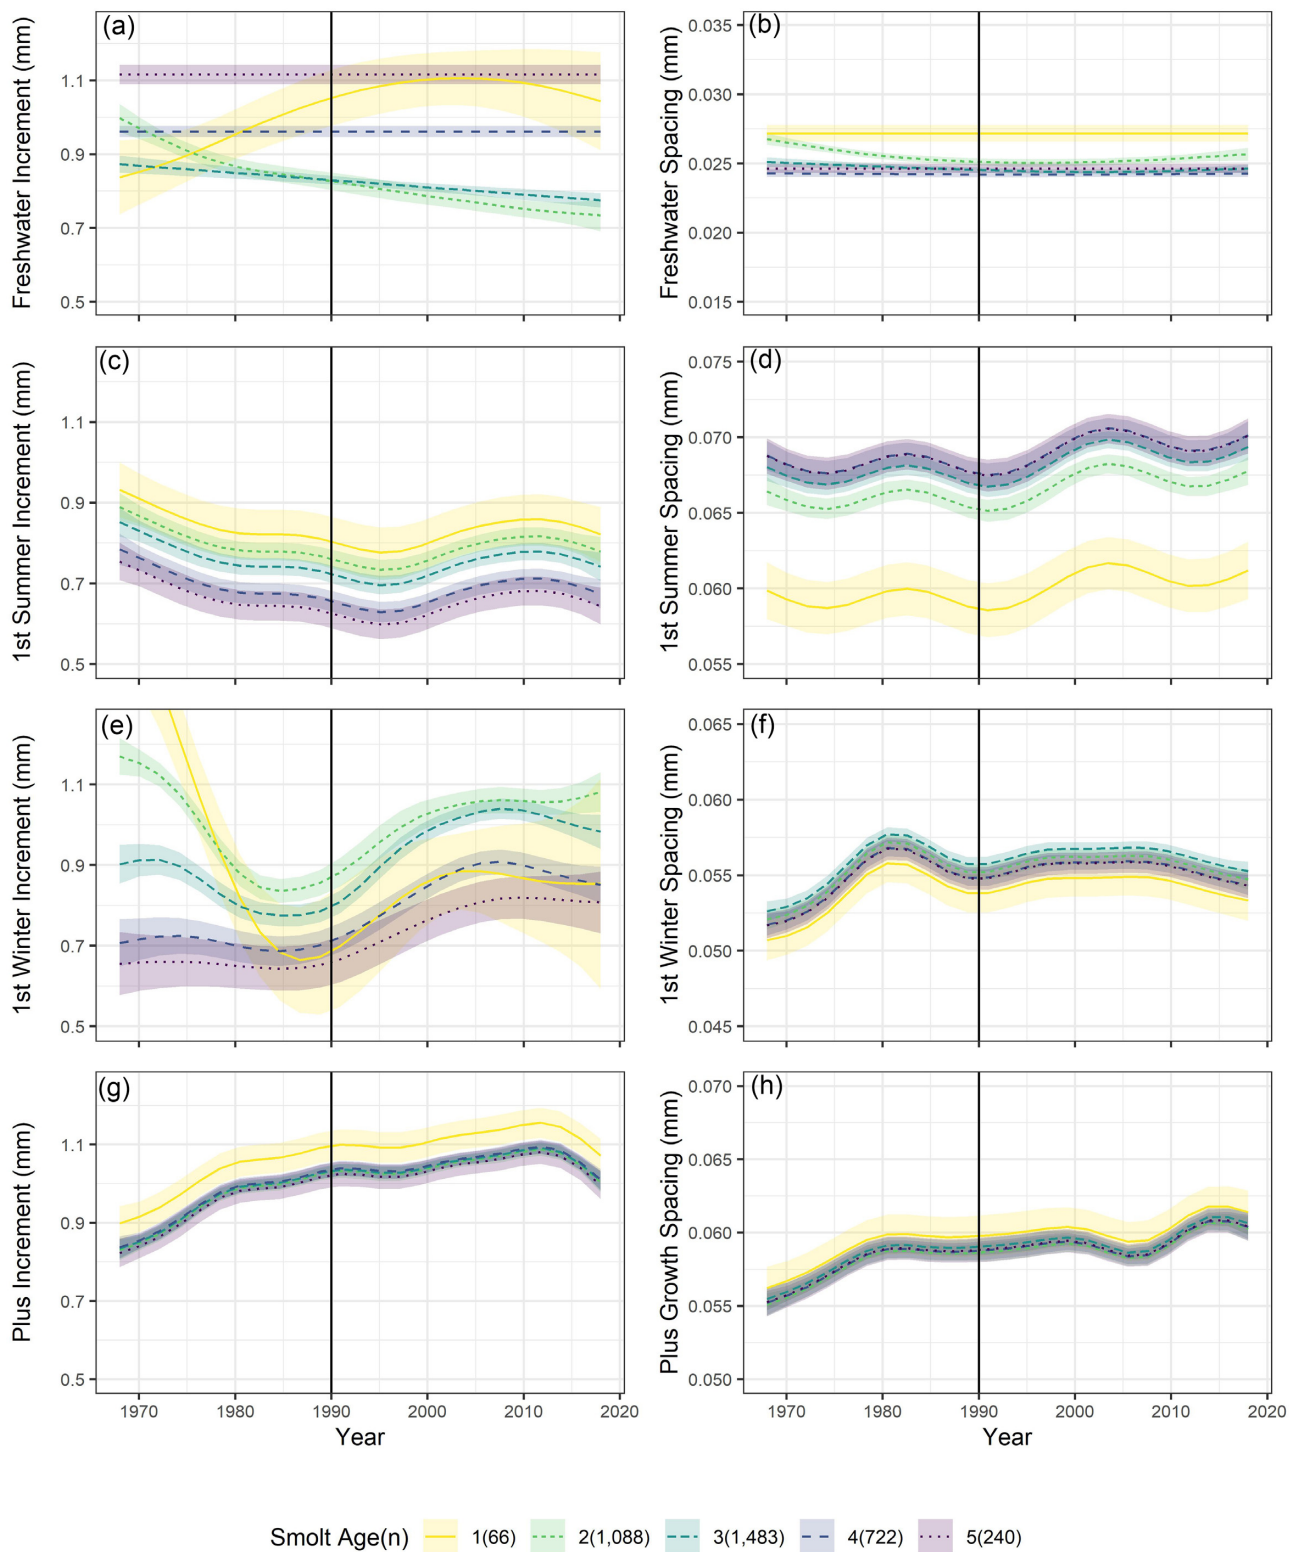 (a)
Freshwater Increment (mm)
1.1
0.9
0.7
0.5
(b)
Freshwater Spacing (mm)
0.035
0.030
0.025
0.020
0.015
(c)
1st Summer Increment (mm)
1.1
0.9
0.7
0.5
(d)
1st Summer Spacing (mm)
0.075
0.070
0.065
0.060
0.055
(e)
1st Winter Increment (mm)
1.1
0.9
0.7
0.5
(f)
1st Winter Spacing (mm)
0.065
0.060
0.055
0.050
0.045
(g)
Plus Increment (mm)
1.1
0.9
0.7
0.5
1970 1980 1990 2000 2010 2020
Year
(h)
Plus Growth Spacing (mm)
0.070
0.065
0.060
0.055
0.050
1970 1980 1990 2000 2010 2020
Year
Smolt Age(n) 1(66) 2(1,088) 3(1,483) 4(722) 5(240)